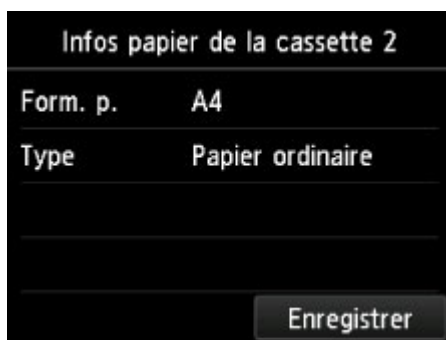 Infos papier de la cassette 2
Form. p. A4
Type Papier ordinaire
Enregistrer